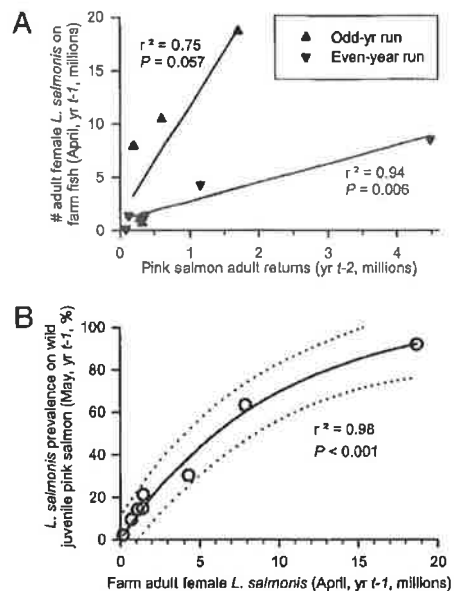 A
# adult female L. salmonis on
farm fish (April, yr t-1, millions)
20
15
10
5
0
r² = 0.75
P = 0.057
Odd-yr run
Even-year run
r² = 0.94
P = 0.006
0 1 2 3 4
Pink salmon adult returns (yr t-2, millions)
B
L. salmonis prevalence on wild
juvenile pink salmon (May, yr t-1, %)
100
80
60
40
20
0
r² = 0.98
P < 0.001
0 5 10 15 20
Farm adult female L. salmonis (April, yr t-1, millions)